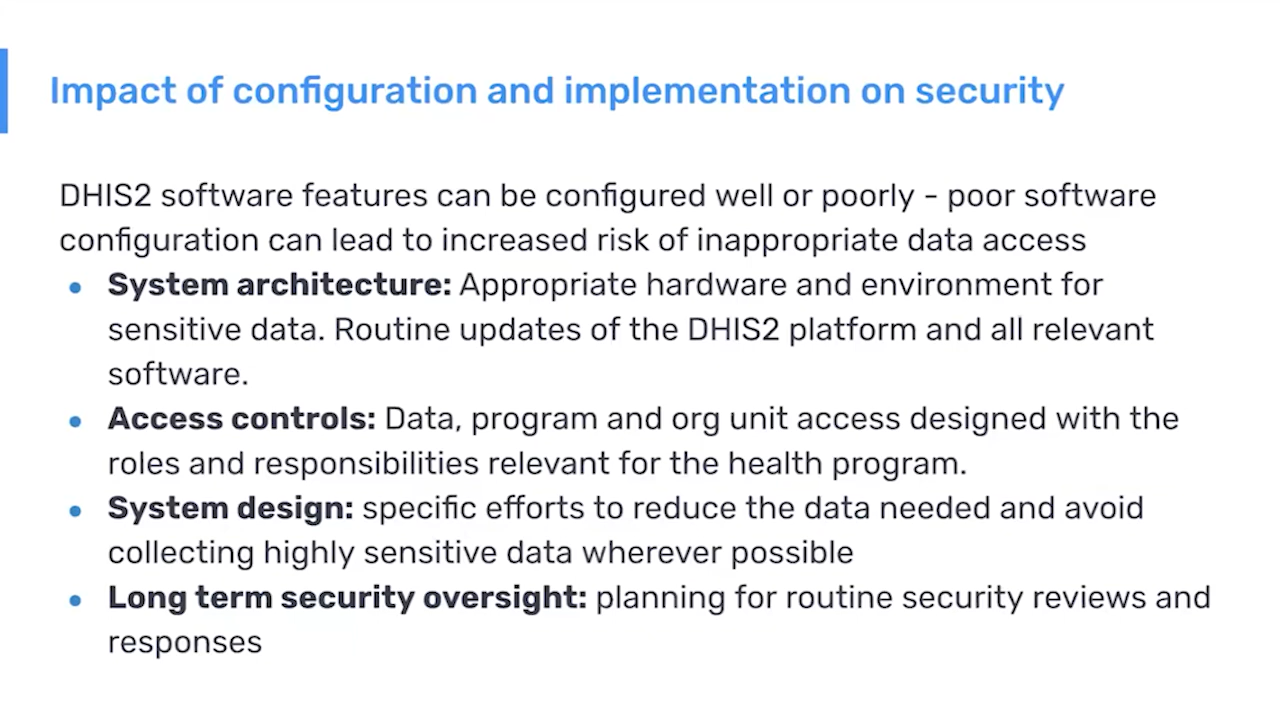 Impact of configuration and implementation on security
DHIS2 software features can be configured well or poorly - poor software
configuration can lead to increased risk of inappropriate data access
• System architecture: Appropriate hardware and environment for
sensitive data. Routine updates of the DHIS2 platform and all relevant
software.
• Access controls: Data, program and org unit access designed with the
roles and responsibilities relevant for the health program.
• System design: specific efforts to reduce the data needed and avoid
collecting highly sensitive data wherever possible
• Long term security oversight: planning for routine security reviews and
responses